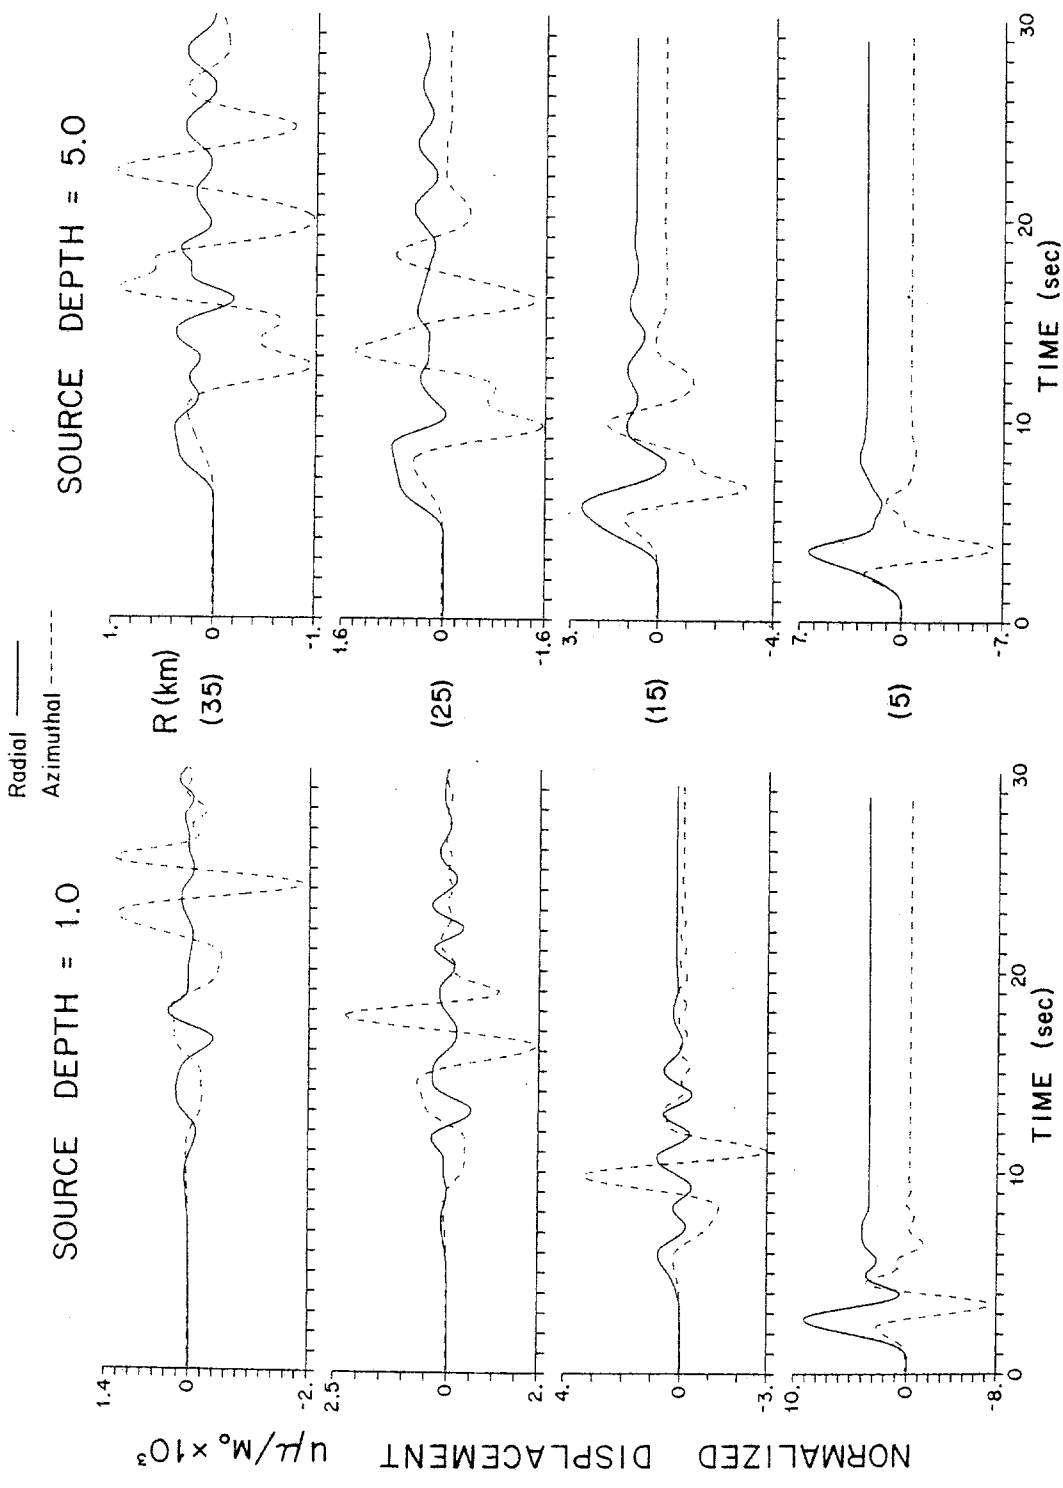 Radial
Azimuthal
SOURCE DEPTH = 1.0
SOURCE DEPTH = 5.0
NORMALIZED DISPLACEMENT uμ/M₀×10³
R (km)
1.4
0
-2.
(35)
1.
0
-1.
2.5
0
2.
(25)
1.6
0
-1.6
4.
0
-3.
(15)
3.
0
-4.
10.
0
-8.
(5)
7.
0
-7.
0 10 20 30
TIME (sec)
0 10 20 30
TIME (sec)